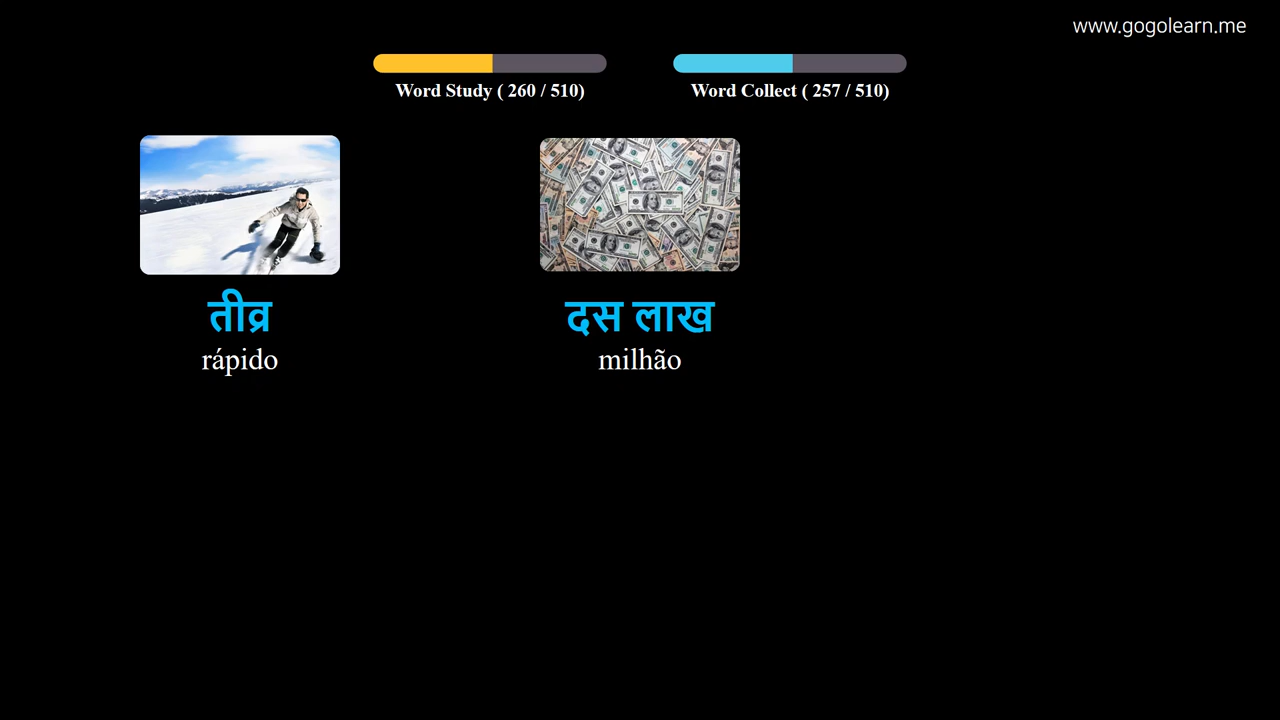 www.gogolearn.me
Word Study ( 260 / 510)
Word Collect ( 257 / 510)
तीव्र
rápido
दस लाख
milhão